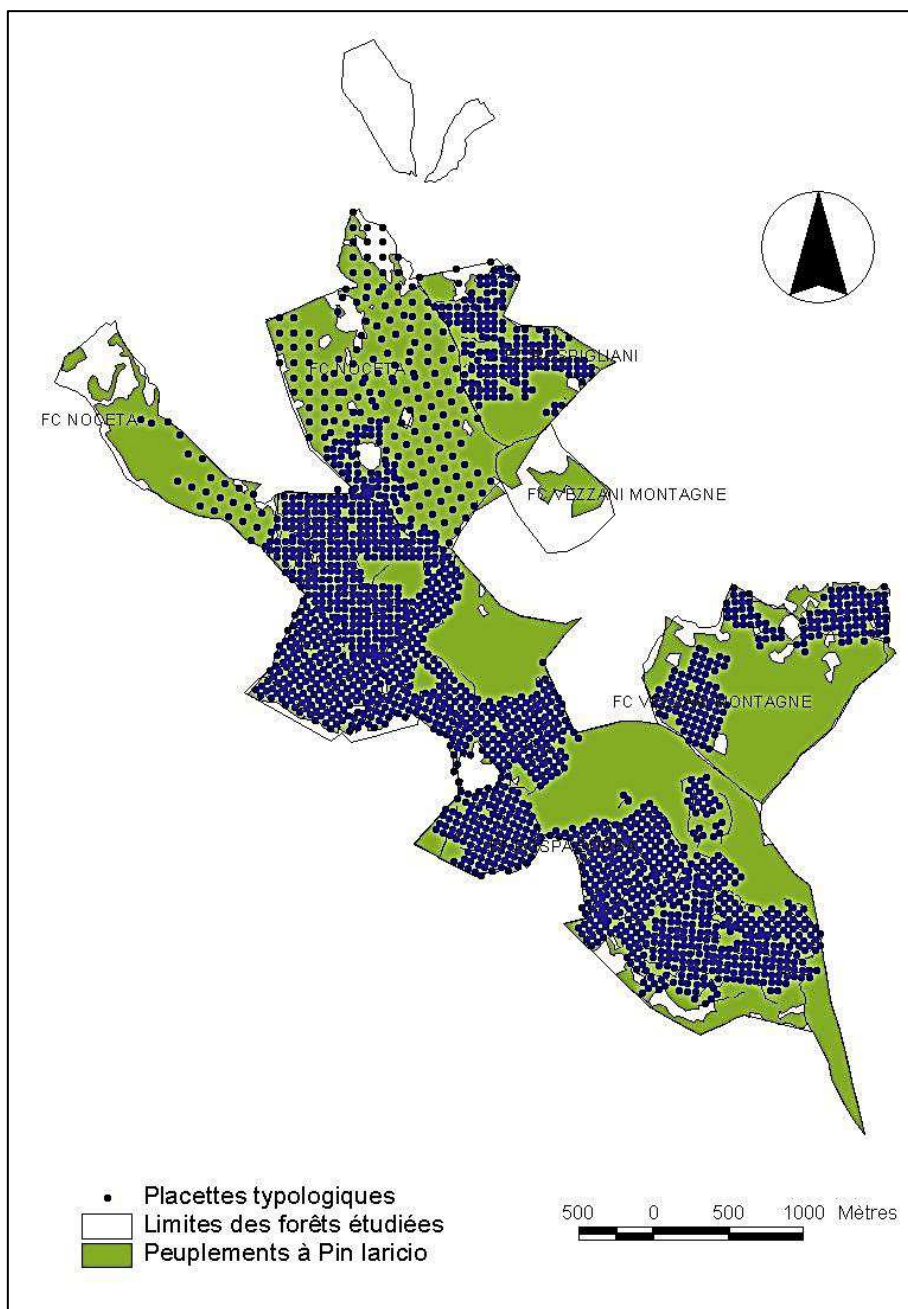 FC NOCETA
FC NOCETA
FC VEZZANI MONTAGNE
FC VEZZANI MONTAGNE
Placettes typologiques
Limites des forêts étudiées
Peuplements à Pin laricio
500 0 500 1000 Mètres